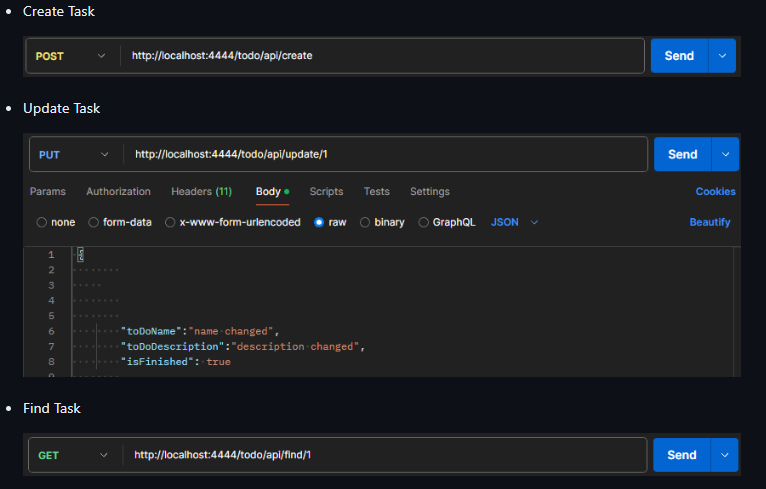 Create Task
POST http://localhost:4444/todo/api/create Send
Update Task
PUT http://localhost:4444/todo/api/update/1 Send
Params Authorization Headers (11) Body Scripts Tests Settings Cookies
none form-data x-www-form-urlencoded raw binary GraphQL JSON Beautify
1 {
2
3
4
5
6 "toDoName":"name changed",
7 "toDoDescription":"description changed",
8 "isFinished": true
9
Find Task
GET http://localhost:4444/todo/api/find/1 Send